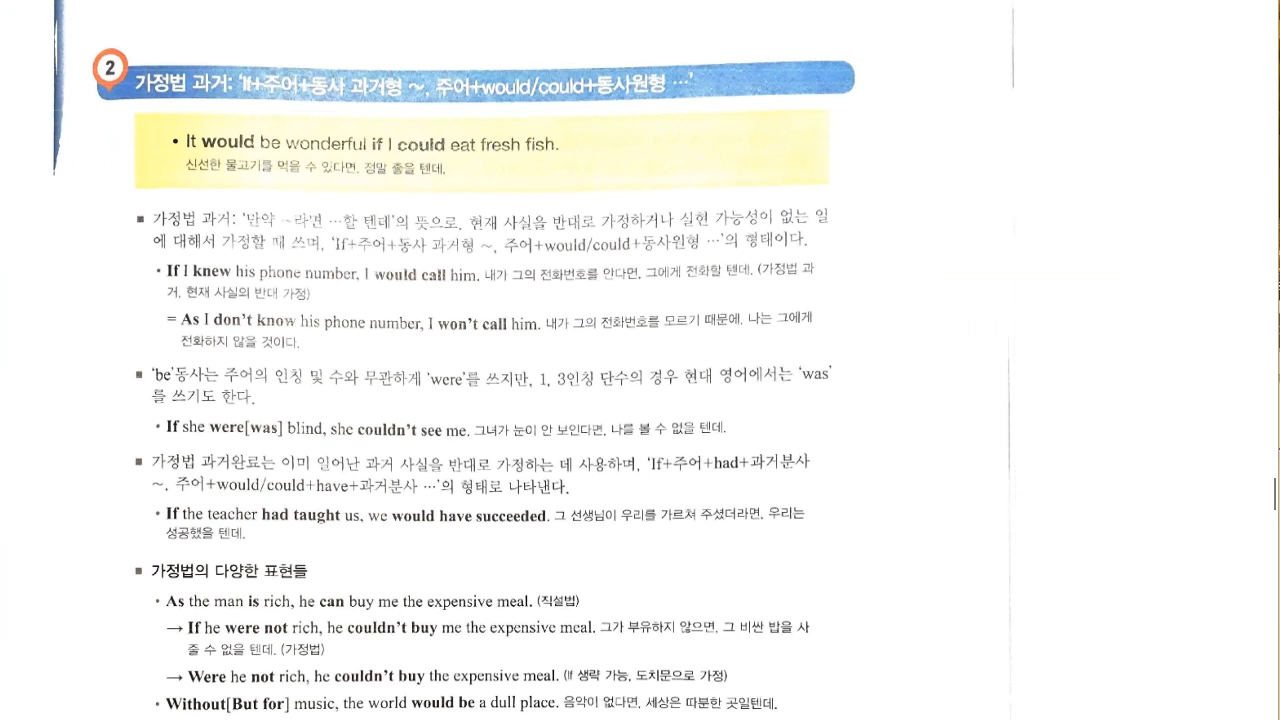 2
가정법 과거: 'If+주어+동사 과거형 ~, 주어+would/could+동사원형 …'
• It would be wonderful if I could eat fresh fish.
신선한 물고기를 먹을 수 있다면, 정말 좋을 텐데.
■ 가정법 과거: '만약 ~라면 …할 텐데'의 뜻으로, 현재 사실을 반대로 가정하거나 실현 가능성이 없는 일
에 대해서 가정할 때 쓰며, 'If+주어+동사 과거형 ~, 주어+would/could+동사원형 …'의 형태이다.
• If I knew his phone number, I would call him. 내가 그의 전화번호를 안다면, 그에게 전화할 텐데. (가정법 과
거, 현재 사실의 반대 가정)
= As I don't know his phone number, I won't call him. 내가 그의 전화번호를 모르기 때문에, 나는 그에게
전화하지 않을 것이다.
■ 'be'동사는 주어의 인칭 및 수와 무관하게 'were'를 쓰지만, 1, 3인칭 단수의 경우 현대 영어에서는 'was'
를 쓰기도 한다.
• If she were[was] blind, she couldn't see me. 그녀가 눈이 안 보인다면, 나를 볼 수 없을 텐데.
■ 가정법 과거완료는 이미 일어난 과거 사실을 반대로 가정하는 데 사용하며, 'If+주어+had+과거분사
~, 주어+would/could+have+과거분사 …'의 형태로 나타낸다.
• If the teacher had taught us, we would have succeeded. 그 선생님이 우리를 가르쳐 주셨더라면, 우리는
성공했을 텐데.
■ 가정법의 다양한 표현들
• As the man is rich, he can buy me the expensive meal. (직설법)
→ If he were not rich, he couldn't buy me the expensive meal. 그가 부유하지 않으면, 그 비싼 밥을 사
줄 수 없을 텐데. (가정법)
→ Were he not rich, he couldn't buy the expensive meal. (If 생략 가능, 도치문으로 가정)
• Without[But for] music, the world would be a dull place. 음악이 없다면, 세상은 따분한 곳일텐데.